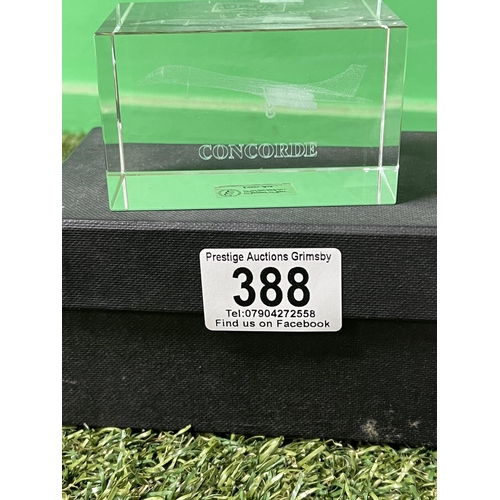 CONCORDE
Prestige Auctions Grimsby
388
Tel:07904272558
Find us on Facebook